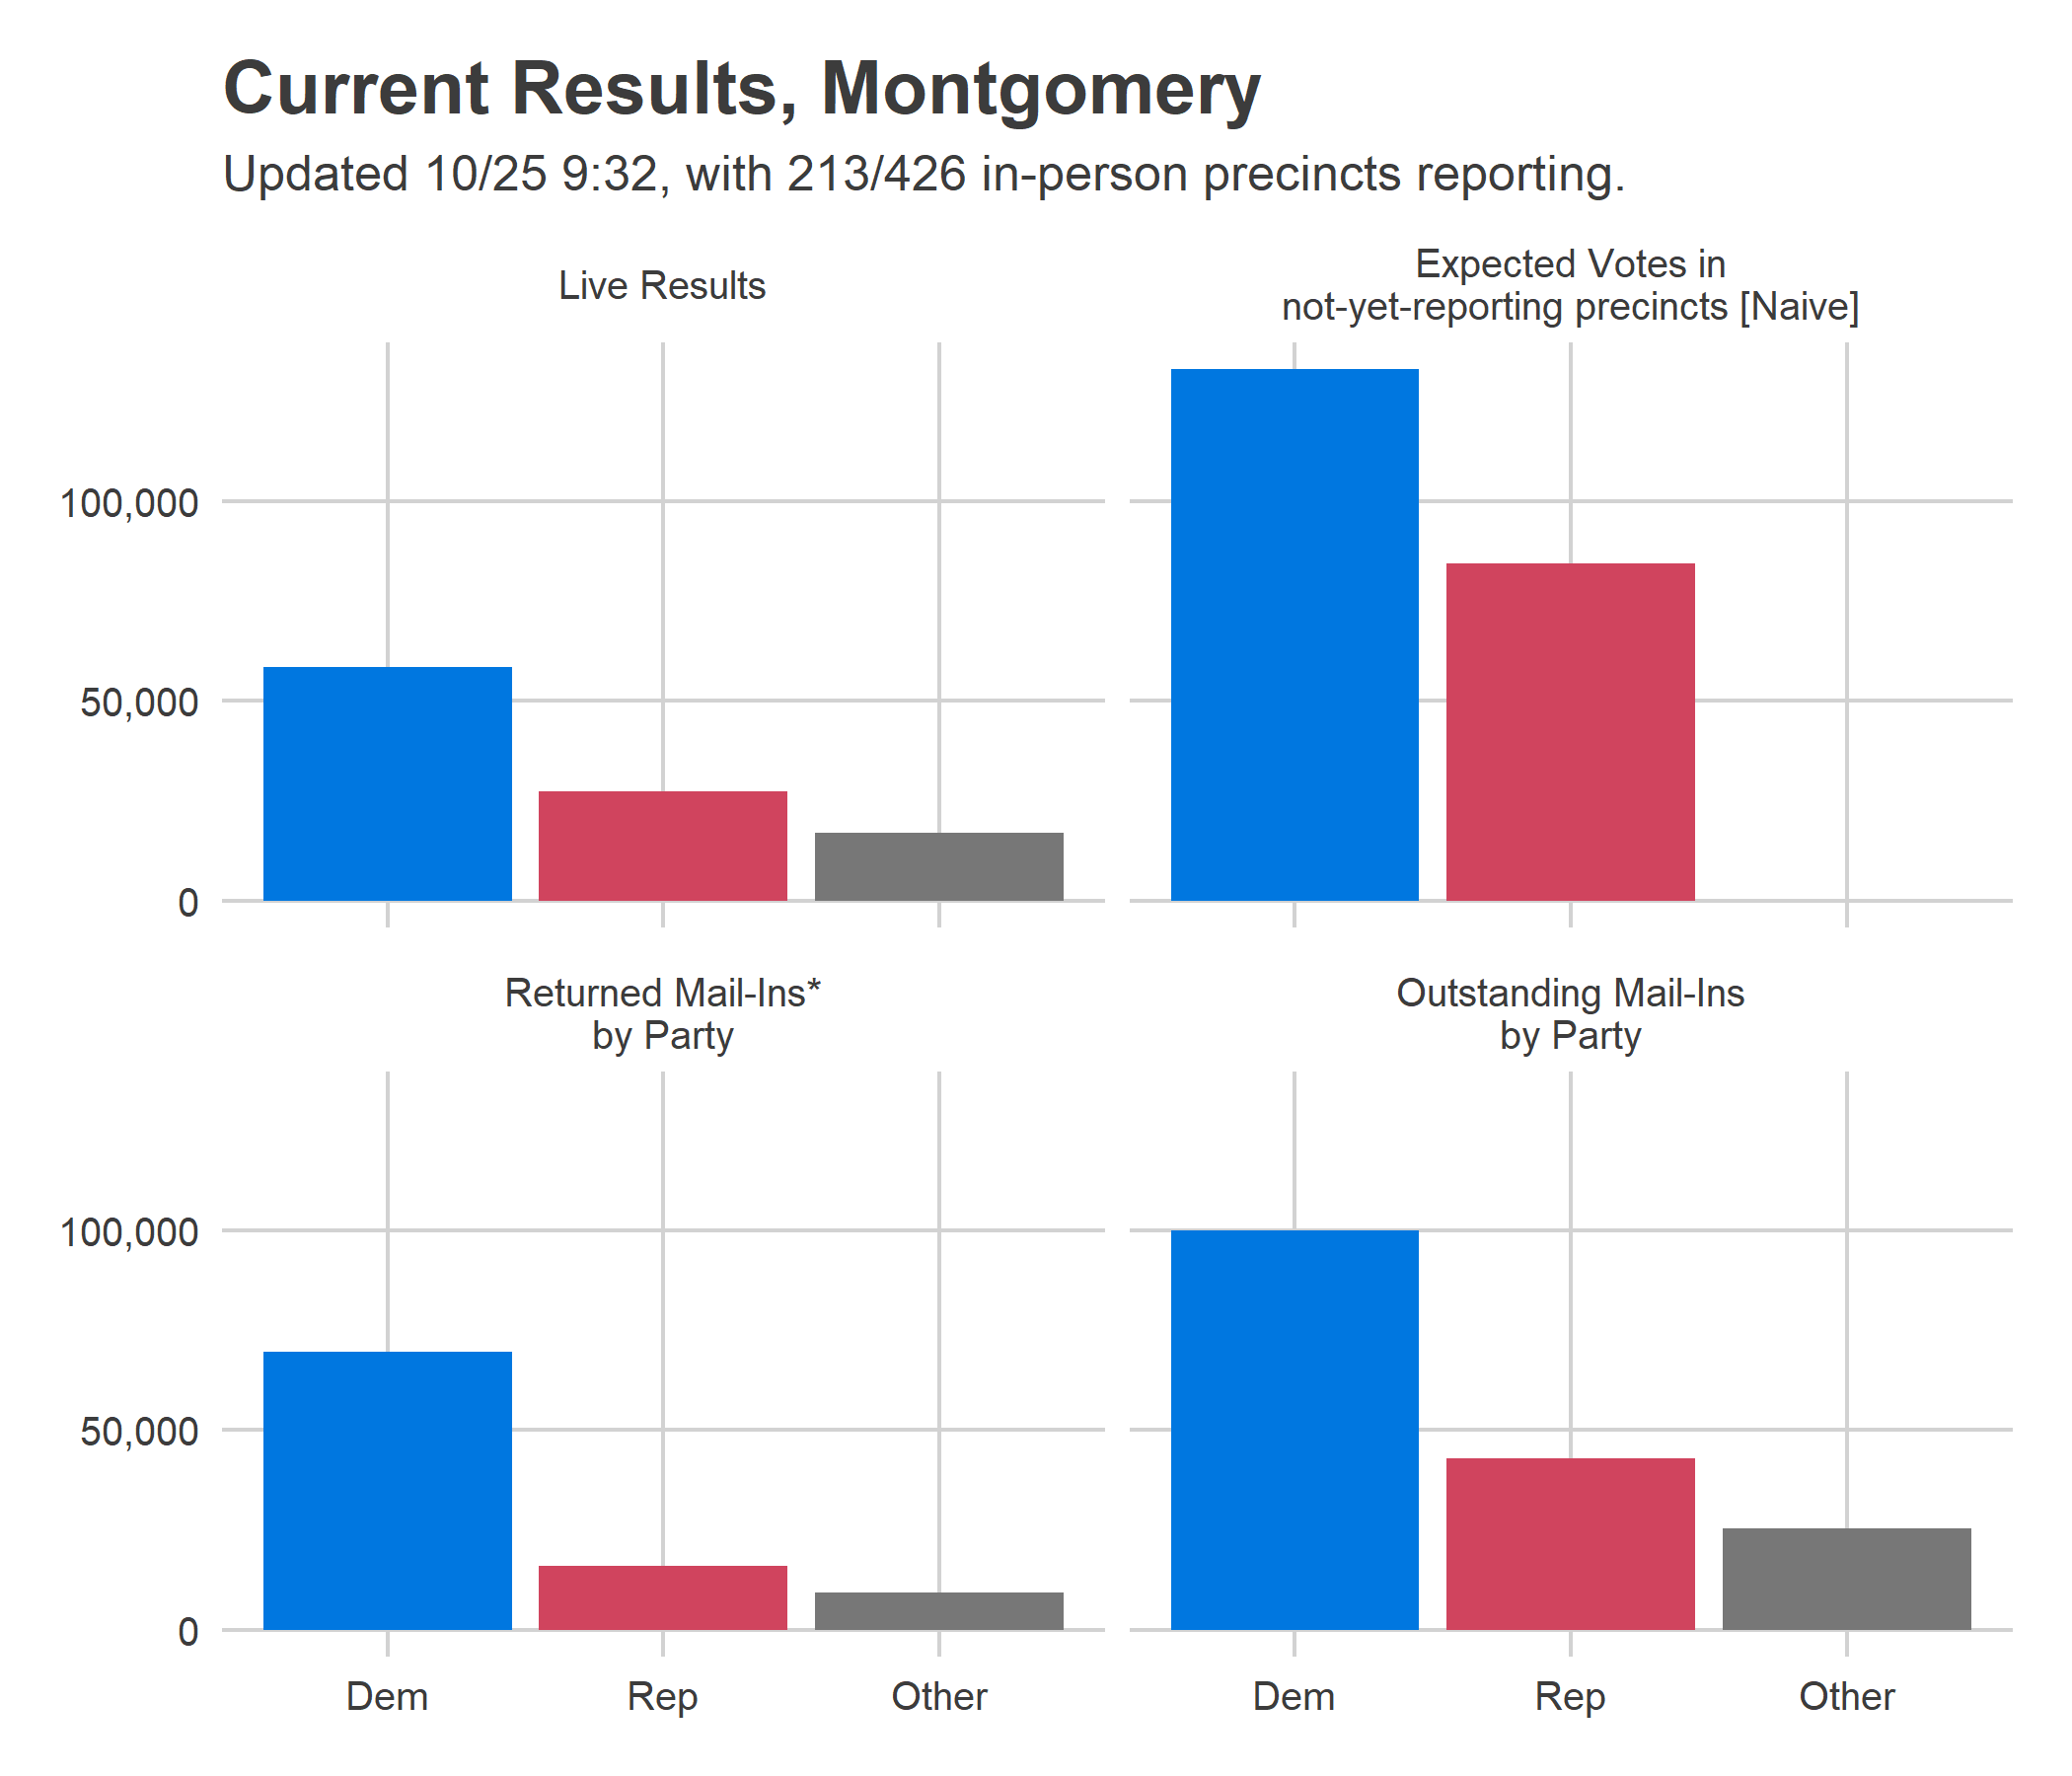 Current Results, Montgomery
Updated 10/25 9:32, with 213/426 in-person precincts reporting.
Live Results
Expected Votes in
not-yet-reporting precincts [Naive]
100,000
50,000
0
Returned Mail-Ins*
by Party
Outstanding Mail-Ins
by Party
100,000
50,000
0
Dem Rep Other Dem Rep Other